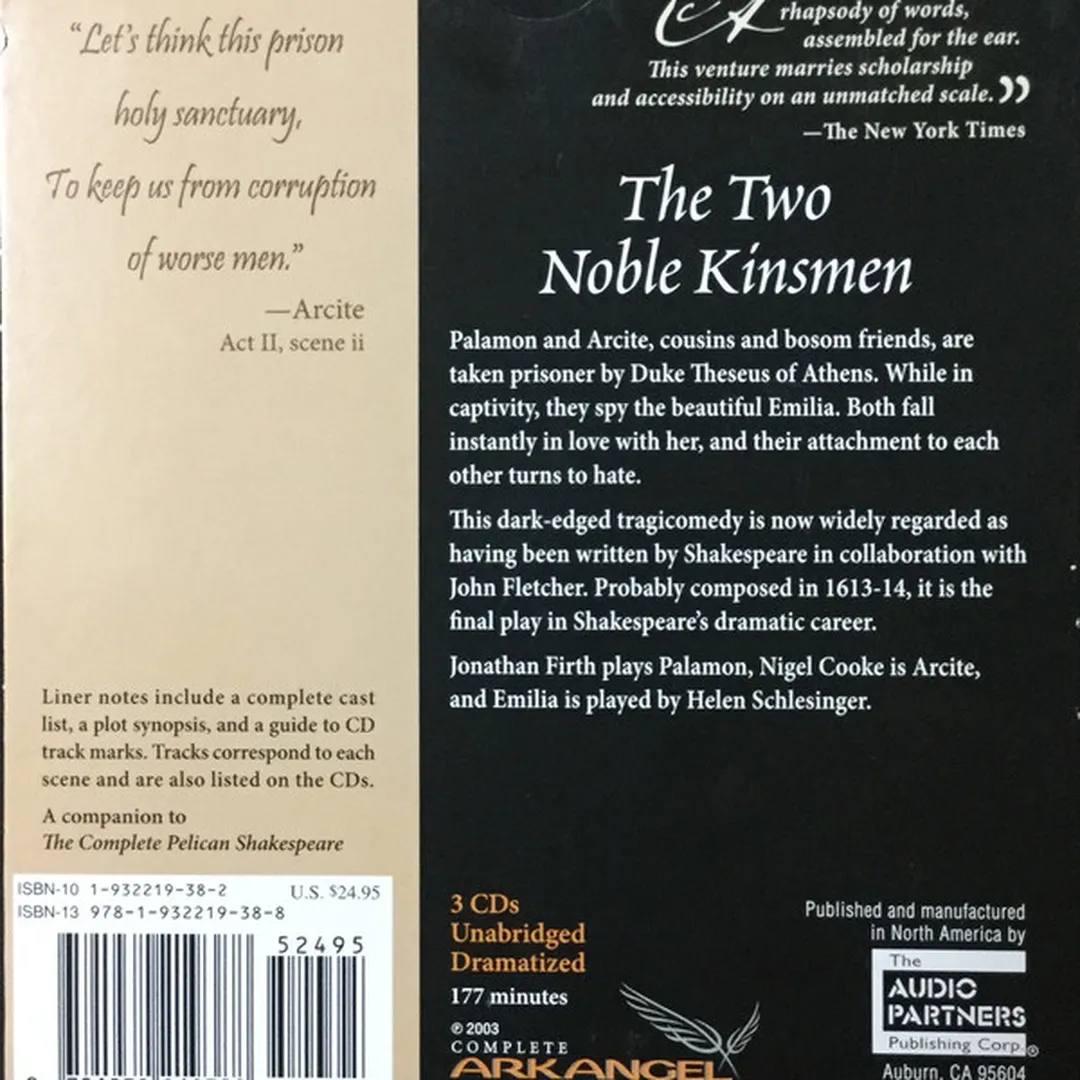 “Let’s think this prison
holy sanctuary,
To keep us from corruption
of worse men.”
—Arcite
Act II, scene ii
Liner notes include a complete cast
list, a plot synopsis, and a guide to CD
track marks. Tracks correspond to each
scene and are also listed on the CDs.
A companion to
The Complete Pelican Shakespeare
ISBN-10 1-932219-38-2
U.S. $24.95
ISBN-13 978-1-932219-38-8
52495
A rhapsody of words,
assembled for the ear.
This venture marries scholarship
and accessibility on an unmatched scale.”
—The New York Times
The Two
Noble Kinsmen
Palamon and Arcite, cousins and bosom friends, are
taken prisoner by Duke Theseus of Athens. While in
captivity, they spy the beautiful Emilia. Both fall
instantly in love with her, and their attachment to each
other turns to hate.
This dark-edged tragicomedy is now widely regarded as
having been written by Shakespeare in collaboration with
John Fletcher. Probably composed in 1613-14, it is the
final play in Shakespeare’s dramatic career.
Jonathan Firth plays Palamon, Nigel Cooke is Arcite,
and Emilia is played by Helen Schlesinger.
3 CDs
Unabridged
Dramatized
177 minutes
℗ 2003
COMPLETE
ARKANGEL
Published and manufactured
in North America by
The
AUDIO
PARTNERS
Publishing Corp.®
Auburn, CA 95604